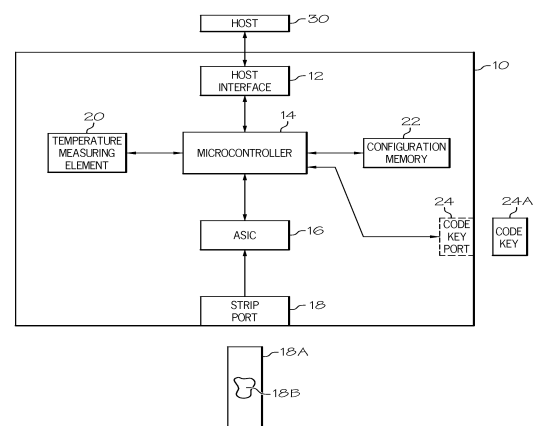 HOST
30
HOST
INTERFACE
12
10
20
TEMPERATURE
MEASURING
ELEMENT
14
MICROCONTROLLER
22
CONFIGURATION
MEMORY
24
CODE
KEY
PORT
24A
CODE
KEY
ASIC
16
STRIP
PORT
18
18A
18B